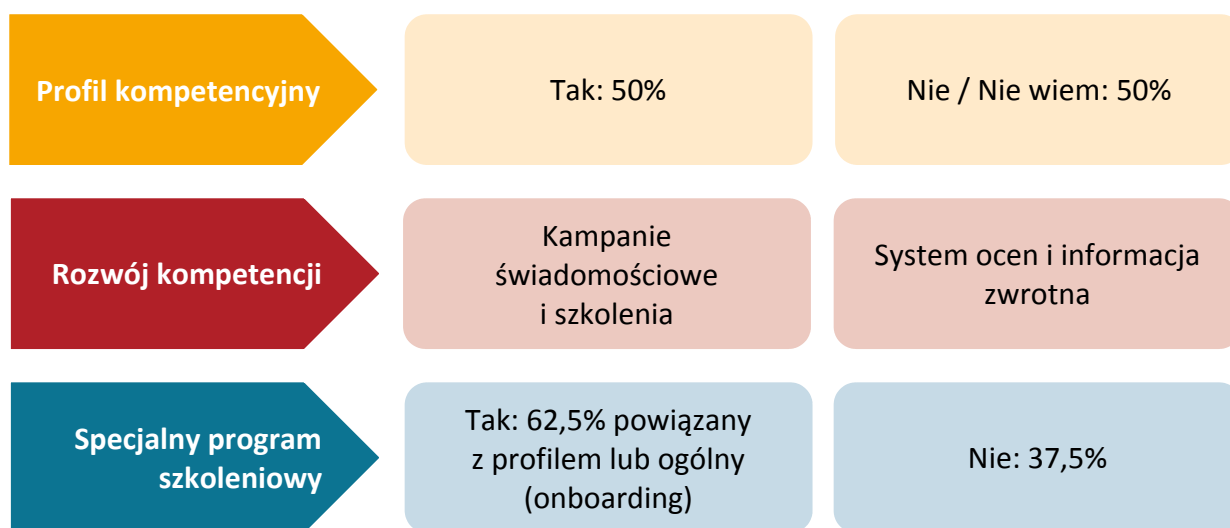 Profil kompetencyjny
Tak: 50%
Nie / Nie wiem: 50%
Rozwój kompetencji
Kampanie
świadomościowe
i szkolenia
System ocen i informacja
zwrotna
Specjalny program
szkoleniowy
Tak: 62,5% powiązany
z profilem lub ogólny
(onboarding)
Nie: 37,5%